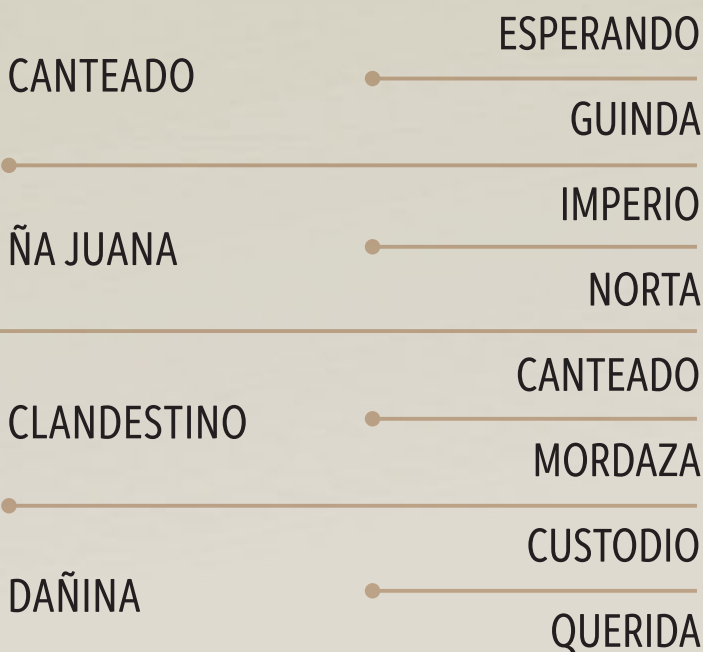 ESPERANDO
CANTEADO
GUINDA
IMPERIO
ÑA JUANA
NORTA
CANTEADO
CLANDESTINO
MORDAZA
CUSTODIO
DAÑINA
QUERIDA